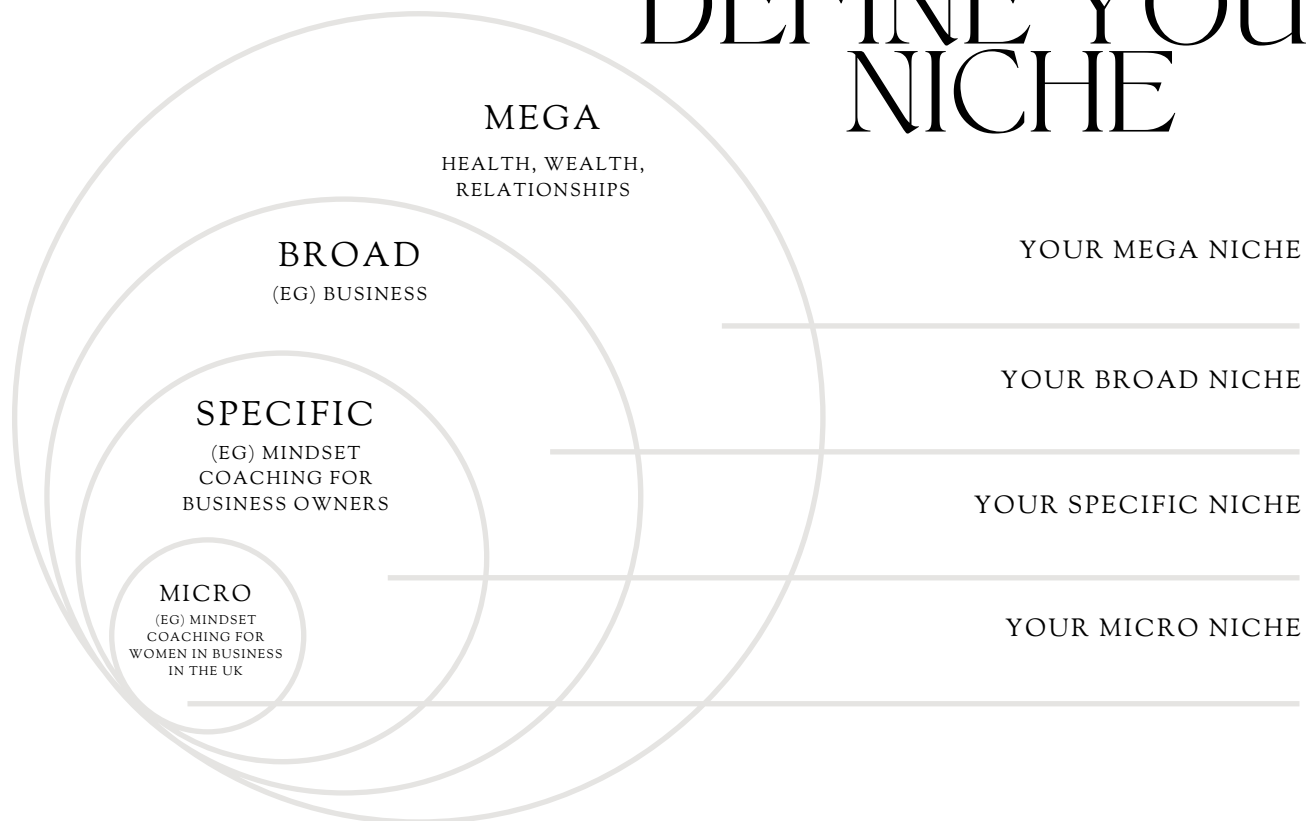 DEFINE YOU
NICHE
MEGA
HEALTH, WEALTH,
RELATIONSHIPS
BROAD
(EG) BUSINESS
SPECIFIC
(EG) MINDSET
COACHING FOR
BUSINESS OWNERS
MICRO
(EG) MINDSET
COACHING FOR
WOMEN IN BUSINESS
IN THE UK
YOUR MEGA NICHE
YOUR BROAD NICHE
YOUR SPECIFIC NICHE
YOUR MICRO NICHE